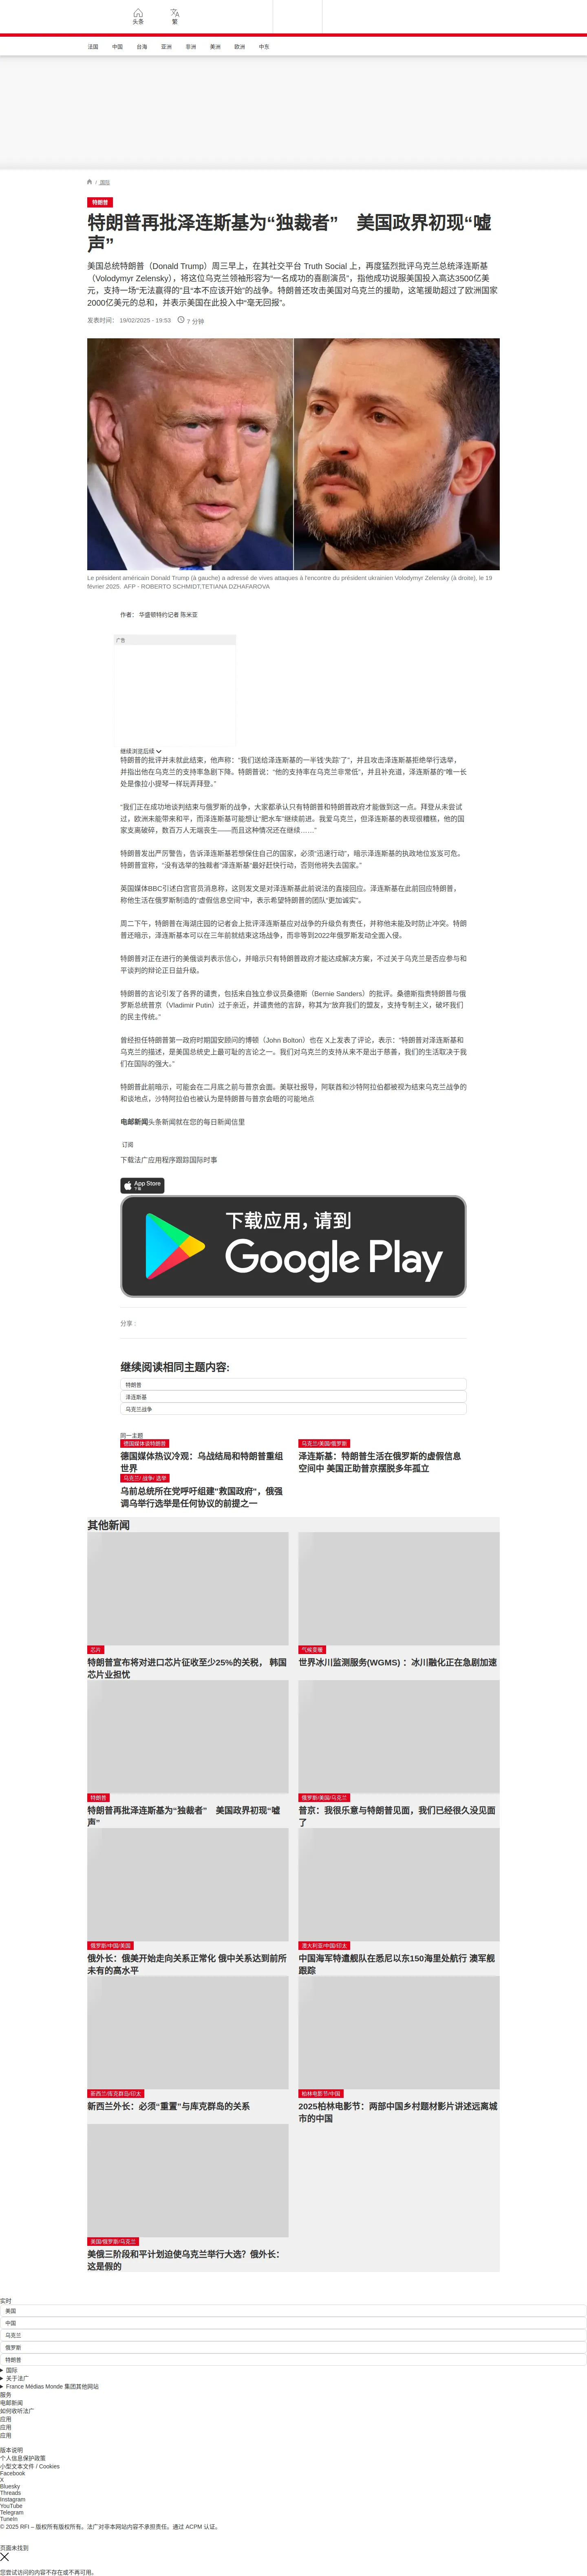 头条
繁
法国
中国
台海
亚洲
非洲
美洲
欧洲
中东
/ 国际
特朗普
特朗普再批泽连斯基为“独裁者” 美国政界初现“嘘
声”
美国总统特朗普（Donald Trump）周三早上，在其社交平台 Truth Social 上，再度猛烈批评乌克兰总统泽连斯基
（Volodymyr Zelensky），将这位乌克兰领袖形容为“一名成功的喜剧演员”，指他成功说服美国投入高达3500亿美
元，支持一场“无法赢得的”且“本不应该开始”的战争。特朗普还攻击美国对乌克兰的援助，这笔援助超过了欧洲国家
2000亿美元的总和，并表示美国在此投入中“毫无回报”。
发表时间： 19/02/2025 - 19:53
7 分钟
Le président américain Donald Trump (à gauche) a adressé de vives attaques à l'encontre du président ukrainien Volodymyr Zelensky (à droite), le 19
février 2025. AFP - ROBERTO SCHMIDT,TETIANA DZHAFAROVA
作者： 华盛顿特约记者 陈米亚
广告
继续浏览后续
特朗普的批评并未就此结束，他声称：“我们送给泽连斯基的一半钱‘失踪’了”，并且攻击泽连斯基拒绝举行选举，
并指出他在乌克兰的支持率急剧下降。特朗普说：“他的支持率在乌克兰非常低”，并且补充道，泽连斯基的“唯一长
处是像拉小提琴一样玩弄拜登。”
“我们正在成功地谈判结束与俄罗斯的战争，大家都承认只有特朗普和特朗普政府才能做到这一点。拜登从未尝试
过，欧洲未能带来和平，而泽连斯基可能想让“肥水车”继续前进。我爱乌克兰，但泽连斯基的表现很糟糕，他的国
家支离破碎，数百万人无端丧生——而且这种情况还在继续……”
特朗普发出严厉警告，告诉泽连斯基若想保住自己的国家，必须“迅速行动”，暗示泽连斯基的执政地位岌岌可危。
特朗普宣称，“没有选举的独裁者”泽连斯基“最好赶快行动，否则他将失去国家。”
英国媒体BBC引述白宫官员消息称，这则发文是对泽连斯基此前说法的直接回应。泽连斯基在此前回应特朗普，
称他生活在俄罗斯制造的“虚假信息空间”中，表示希望特朗普的团队“更加诚实”。
周二下午，特朗普在海湖庄园的记者会上批评泽连斯基应对战争的升级负有责任，并称他未能及时防止冲突。特朗
普还暗示，泽连斯基本可以在三年前就结束这场战争，而非等到2022年俄罗斯发动全面入侵。
特朗普对正在进行的美俄谈判表示信心，并暗示只有特朗普政府才能达成解决方案，不过关于乌克兰是否应参与和
平谈判的辩论正日益升级。
特朗普的言论引发了各界的谴责，包括来自独立参议员桑德斯（Bernie Sanders）的批评。桑德斯指责特朗普与俄
罗斯总统普京（Vladimir Putin）过于亲近，并谴责他的言辞，称其为“放弃我们的盟友，支持专制主义，破坏我们
的民主传统。”
曾经担任特朗普第一政府时期国安顾问的博顿（John Bolton）也在 X上发表了评论，表示：“特朗普对泽连斯基和
乌克兰的描述，是美国总统史上最可耻的言论之一。我们对乌克兰的支持从来不是出于慈善，我们的生活取决于我
们在国际的强大。”
特朗普此前暗示，可能会在二月底之前与普京会面。美联社报导，阿联酋和沙特阿拉伯都被视为结束乌克兰战争的
和谈地点，沙特阿拉伯也被认为是特朗普与普京会晤的可能地点
电邮新闻头条新闻就在您的每日新闻信里
订阅
下载法广应用程序跟踪国际时事
App Store
下载
下载应用，请到
Google Play
分享 :
继续阅读相同主题内容:
特朗普
泽连斯基
乌克兰战争
同一主题
德国媒体谈特朗普
德国媒体热议冷观：乌战结局和特朗普重组
世界
乌克兰/美国/俄罗斯
泽连斯基：特朗普生活在俄罗斯的虚假信息
空间中 美国正助普京摆脱多年孤立
乌克兰/ 战争/ 选举
乌前总统所在党呼吁组建"救国政府"，俄强
调乌举行选举是任何协议的前提之一
其他新闻
芯片
特朗普宣布将对进口芯片征收至少25%的关税， 韩国
芯片业担忧
气候变暖
世界冰川监测服务(WGMS) ：冰川融化正在急剧加速
特朗普
特朗普再批泽连斯基为“独裁者” 美国政界初现“嘘
声”
俄罗斯/美国/乌克兰
普京：我很乐意与特朗普见面，我们已经很久没见面
了
俄罗斯/中国/美国
俄外长：俄美开始走向关系正常化 俄中关系达到前所
未有的高水平
澳大利亚/中国/印太
中国海军特遣舰队在悉尼以东150海里处航行 澳军舰
跟踪
新西兰/库克群岛/印太
新西兰外长：必须“重置”与库克群岛的关系
柏林电影节/中国
2025柏林电影节：两部中国乡村题材影片讲述远离城
市的中国
美国/俄罗斯/乌克兰
美俄三阶段和平计划迫使乌克兰举行大选？俄外长：
这是假的
实时
美国
中国
乌克兰
俄罗斯
特朗普
国际
关于法广
France Médias Monde 集团其他网站
服务
电邮新闻
如何收听法广
应用
应用
应用
版本说明
个人信息保护政策
小型文本文件 / Cookies
Facebook
X
Bluesky
Threads
Instagram
YouTube
Telegram
TuneIn
© 2025 RFI – 版权所有版权所有。法广对非本网站内容不承担责任。通过 ACPM 认证。
页面未找到
您尝试访问的内容不存在或不再可用。